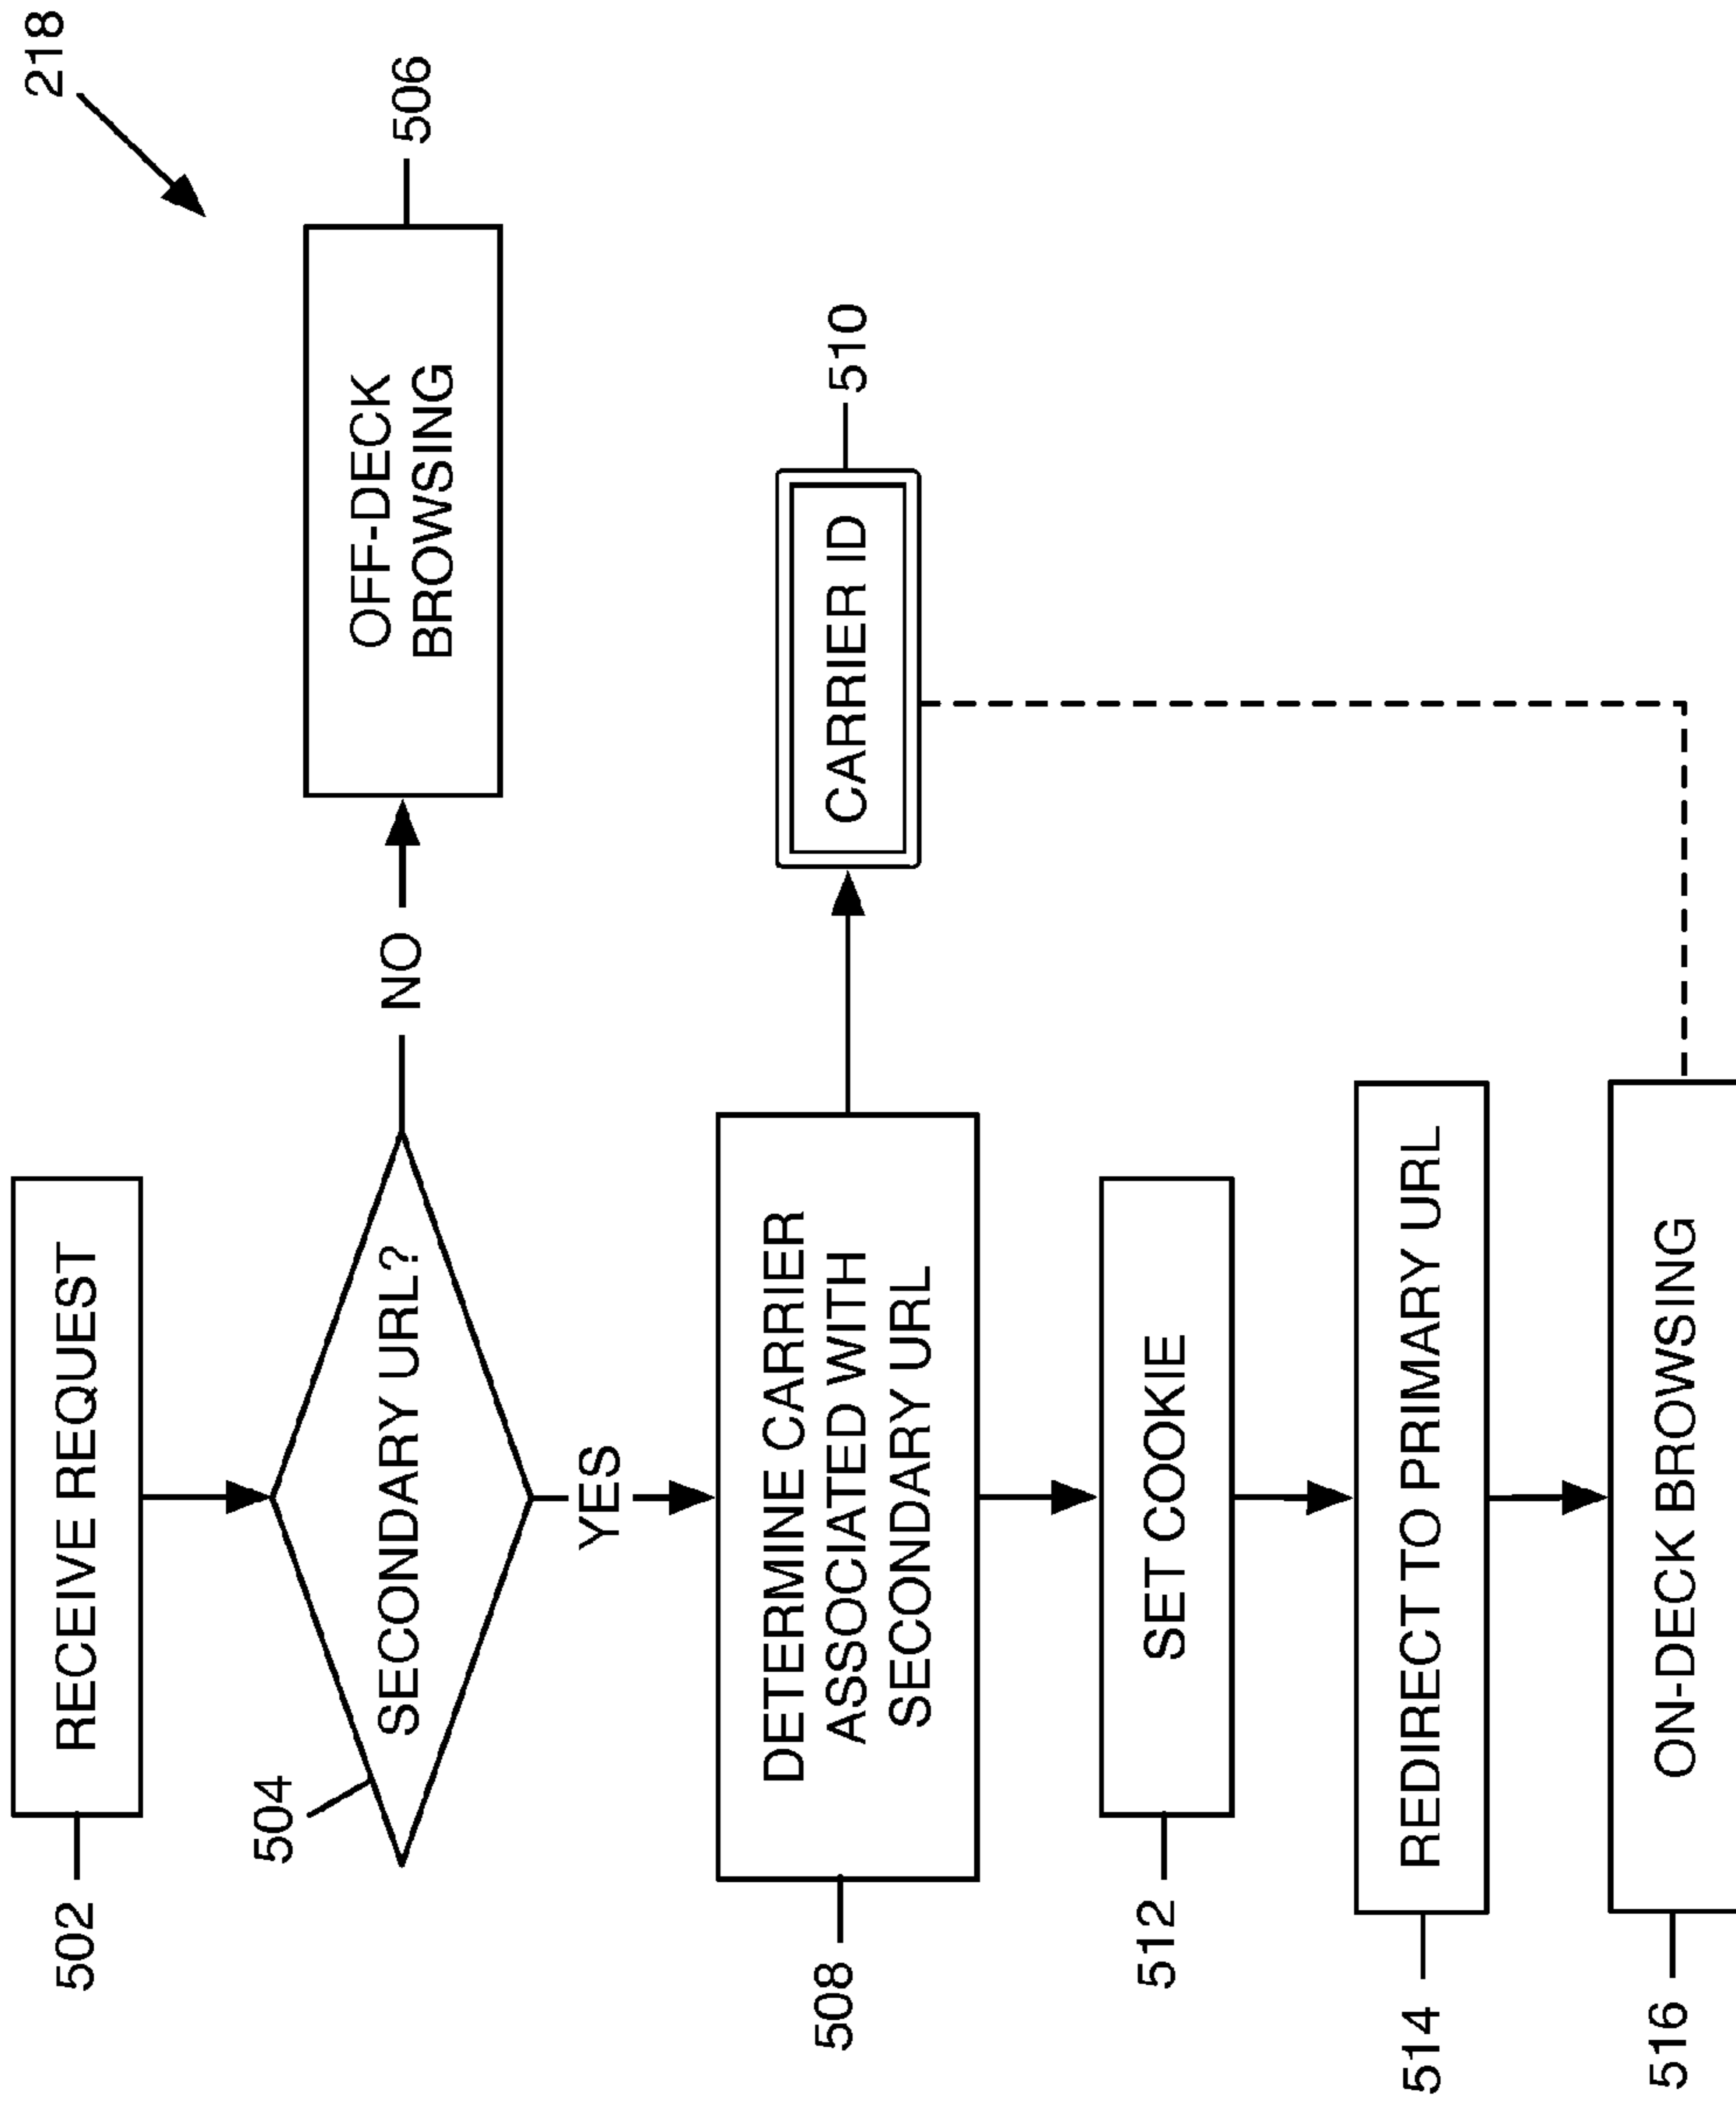 218
502
RECEIVE REQUEST
504
SECONDARY URL?
NO
OFF-DECK
BROWSING
506
YES
508
DETERMINE CARRIER
ASSOCIATED WITH
SECONDARY URL
CARRIER ID
510
512
SET COOKIE
514
REDIRECT TO PRIMARY URL
516
ON-DECK BROWSING